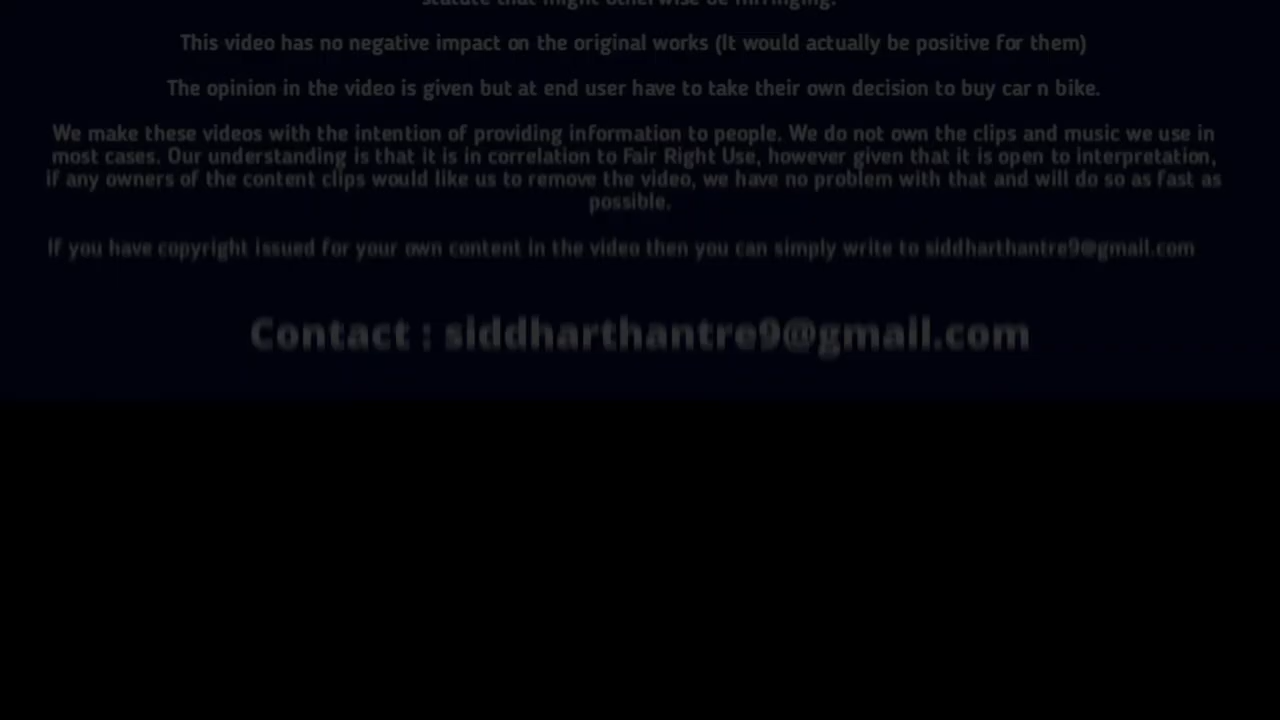 statute that might otherwise be infringing.
This video has no negative impact on the original works (It would actually be positive for them)
The opinion in the video is given but at end user have to take their own decision to buy car n bike.
We make these videos with the intention of providing information to people. We do not own the clips and music we use in
most cases. Our understanding is that it is in correlation to Fair Right Use, however given that it is open to interpretation,
if any owners of the content clips would like us to remove the video, we have no problem with that and will do so as fast as
possible.
If you have copyright issued for your own content in the video then you can simply write to siddharthantre9@gmail.com
Contact : siddharthantre9@gmail.com